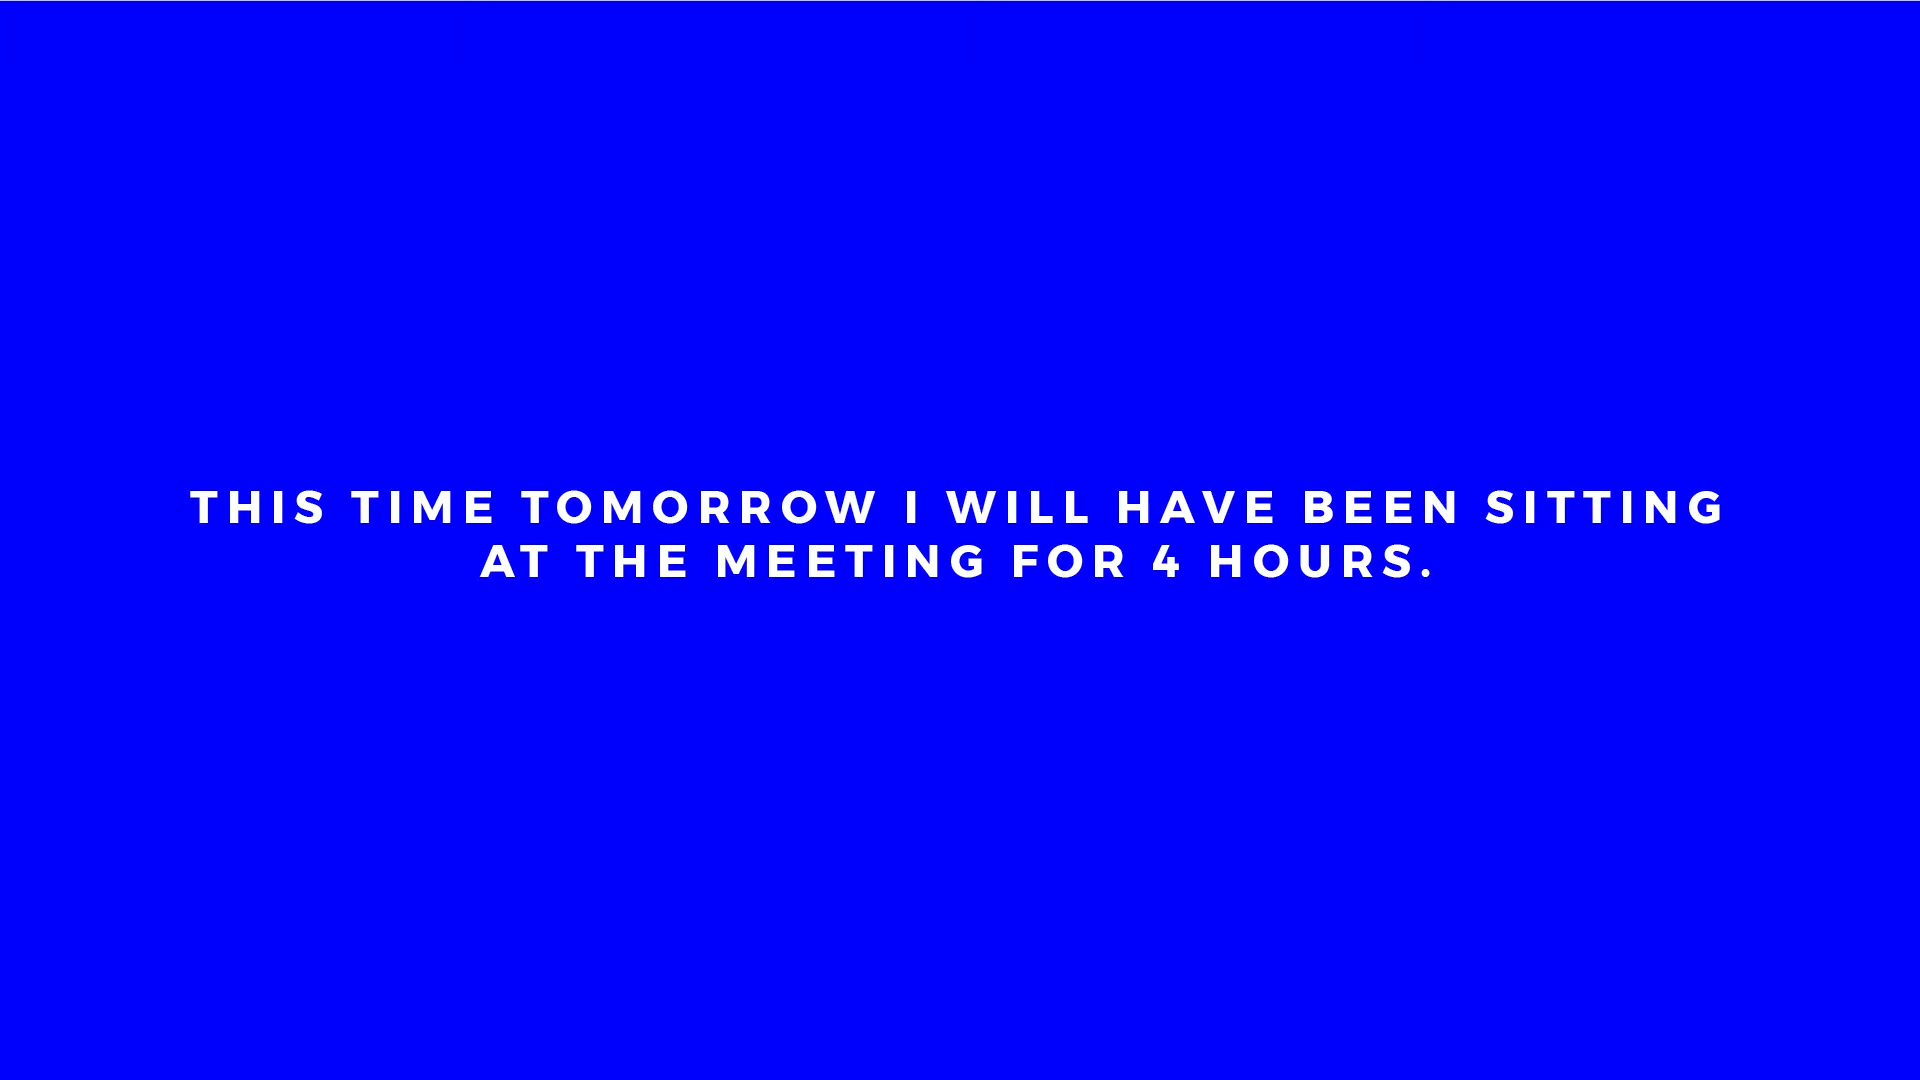 THIS TIME TOMORROW I WILL HAVE BEEN SITTING
AT THE MEETING FOR 4 HOURS.